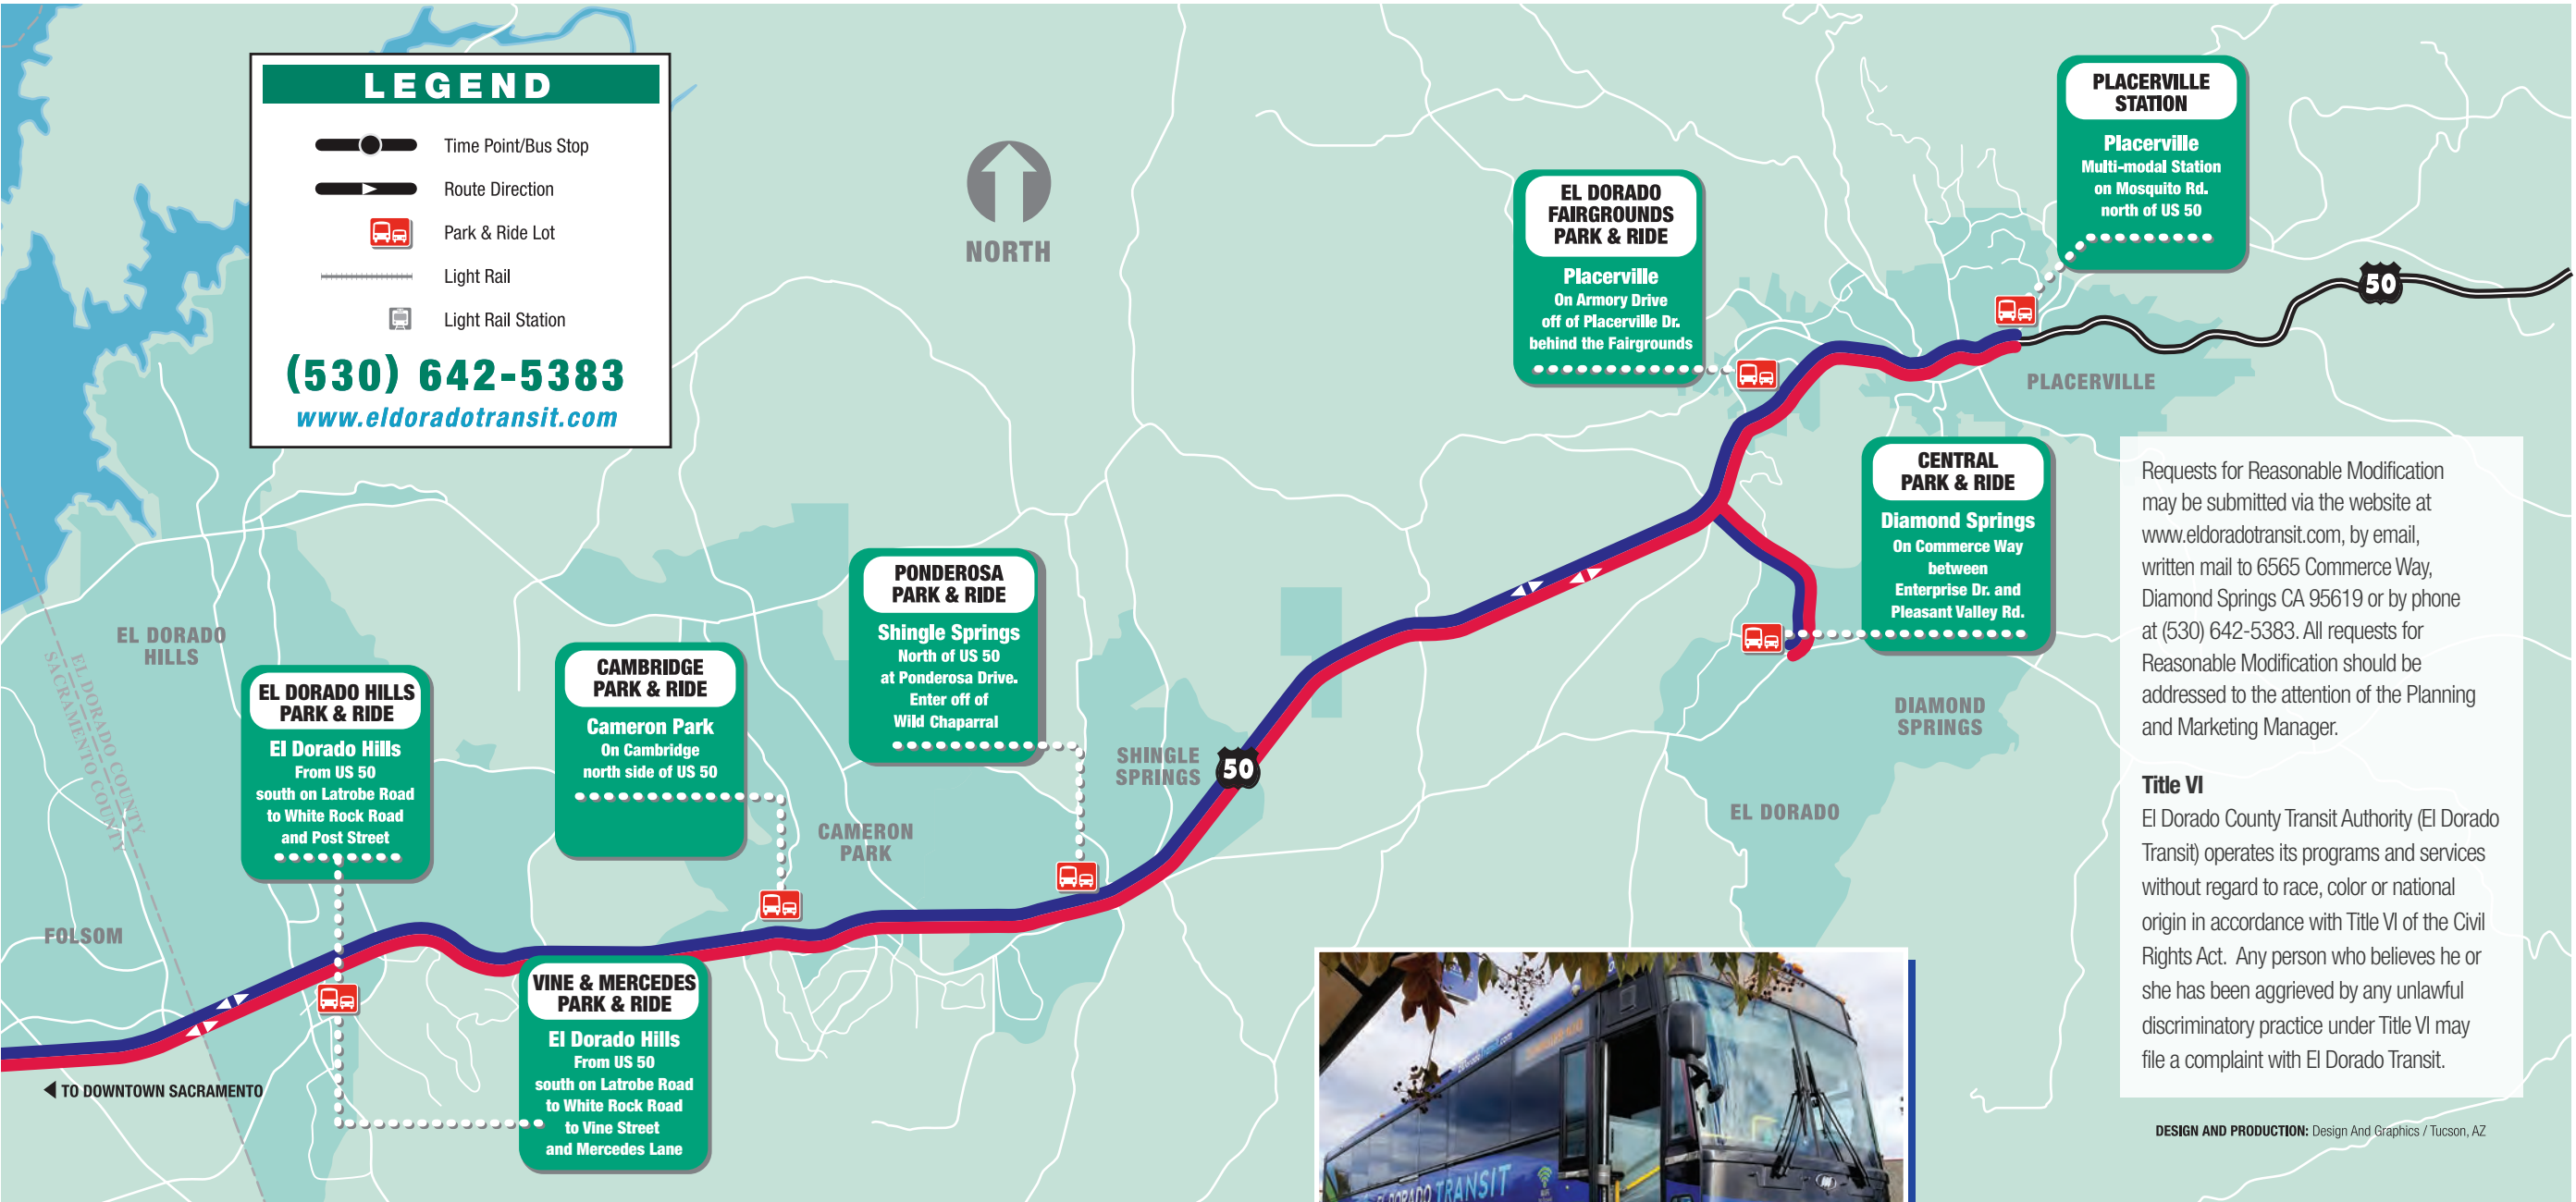 LEGEND
Time Point/Bus Stop
Route Direction
Park & Ride Lot
Light Rail
Light Rail Station
(530) 642-5383
www.eldoradotransit.com
NORTH
PLACERVILLE
STATION
Placerville
Multi-modal Station
on Mosquito Rd.
north of US 50
EL DORADO
FAIRGROUNDS
PARK & RIDE
Placerville
On Armory Drive
off of Placerville Dr.
behind the Fairgrounds
50
PLACERVILLE
CENTRAL
PARK & RIDE
Diamond Springs
On Commerce Way
between
Enterprise Dr. and
Pleasant Valley Rd.
PONDEROSA
PARK & RIDE
Shingle Springs
North of US 50
at Ponderosa Drive.
Enter off of
Wild Chaparral
CAMBRIDGE
PARK & RIDE
Cameron Park
On Cambridge
north side of US 50
EL DORADO
HILLS
EL DORADO COUNTY
SACRAMENTO COUNTY
EL DORADO HILLS
PARK & RIDE
El Dorado Hills
From US 50
south on Latrobe Road
to White Rock Road
and Post Street
SHINGLE
SPRINGS
50
CAMERON
PARK
DIAMOND
SPRINGS
EL DORADO
FOLSOM
VINE & MERCEDES
PARK & RIDE
El Dorado Hills
From US 50
south on Latrobe Road
to White Rock Road
to Vine Street
and Mercedes Lane
TO DOWNTOWN SACRAMENTO
Requests for Reasonable Modification
may be submitted via the website at
www.eldoradotransit.com, by email,
written mail to 6565 Commerce Way,
Diamond Springs CA 95619 or by phone
at (530) 642-5383. All requests for
Reasonable Modification should be
addressed to the attention of the Planning
and Marketing Manager.
Title VI
El Dorado County Transit Authority (El Dorado
Transit) operates its programs and services
without regard to race, color or national
origin in accordance with Title VI of the Civil
Rights Act. Any person who believes he or
she has been aggrieved by any unlawful
discriminatory practice under Title VI may
file a complaint with El Dorado Transit.
EL DORADO TRANSIT
DESIGN AND PRODUCTION: Design And Graphics / Tucson, AZ